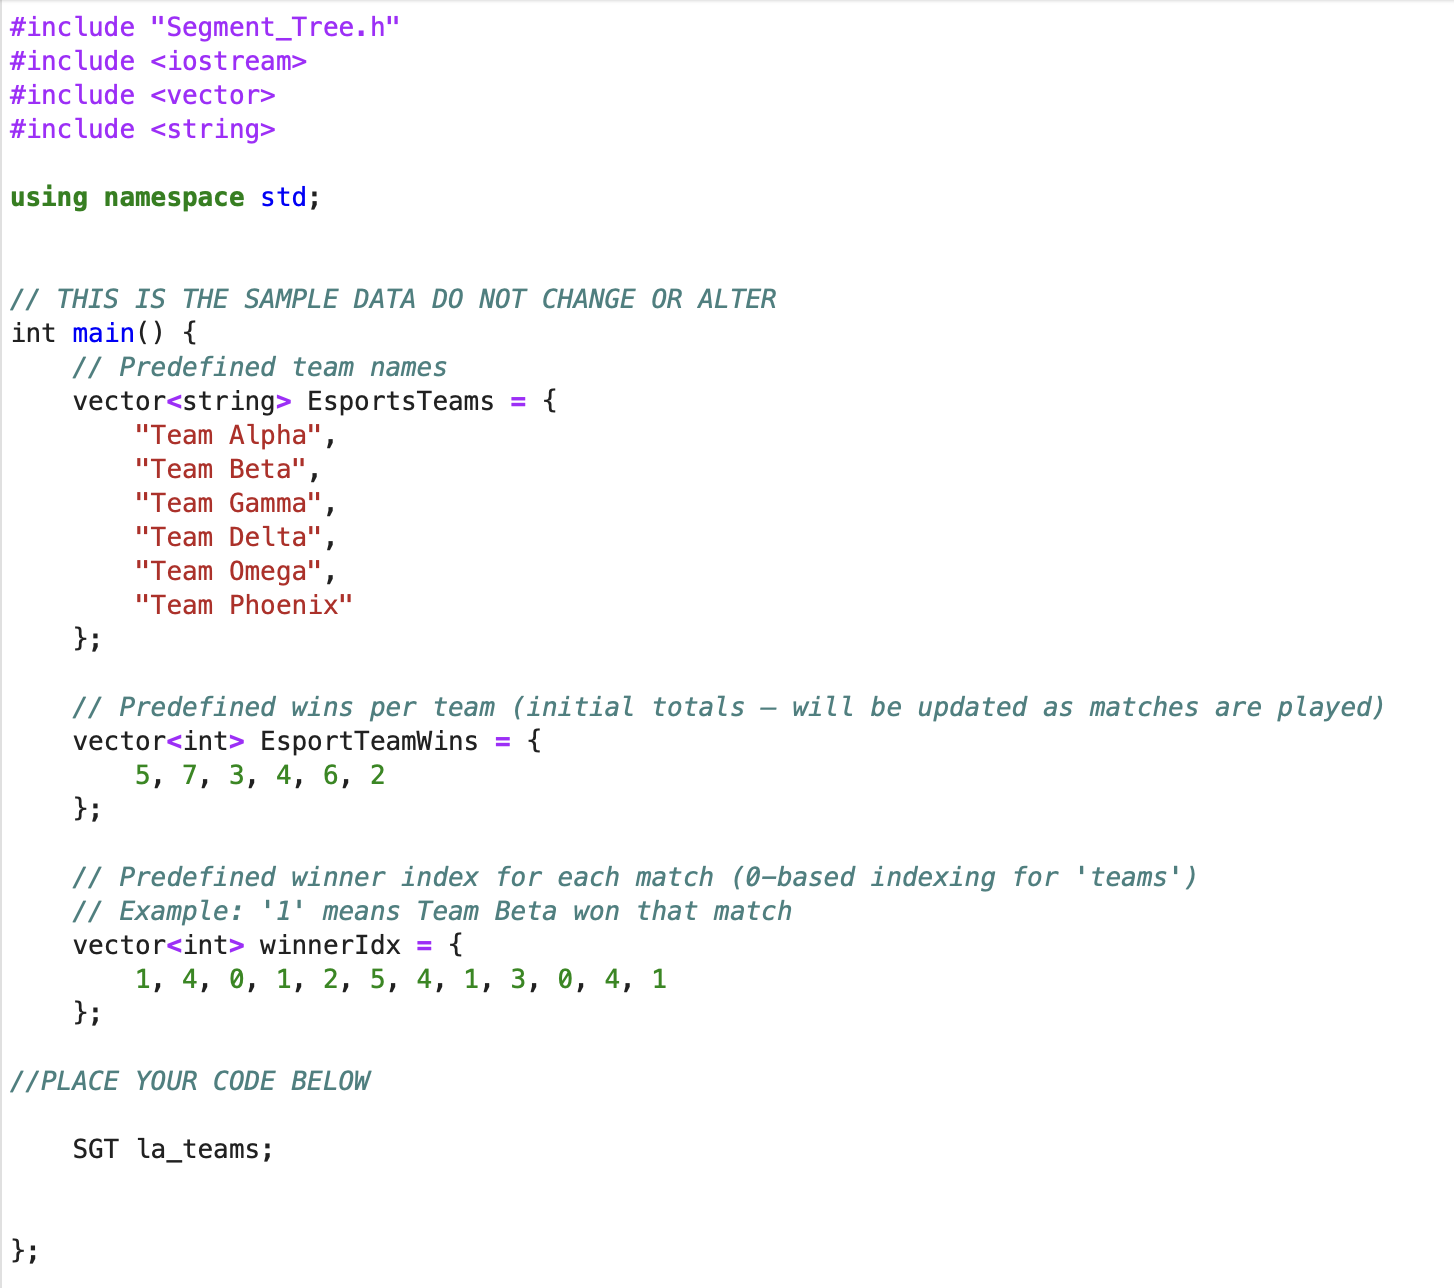 #include "Segment_Tree.h"
#include <iostream>
#include <vector>
#include <string>

using namespace std;


// THIS IS THE SAMPLE DATA DO NOT CHANGE OR ALTER
int main() {
    // Predefined team names
    vector<string> EsportsTeams = {
        "Team Alpha",
        "Team Beta",
        "Team Gamma",
        "Team Delta",
        "Team Omega",
        "Team Phoenix"
    };

    // Predefined wins per team (initial totals — will be updated as matches are played)
    vector<int> EsportTeamWins = {
        5, 7, 3, 4, 6, 2
    };

    // Predefined winner index for each match (0-based indexing for 'teams')
    // Example: '1' means Team Beta won that match
    vector<int> winnerIdx = {
        1, 4, 0, 1, 2, 5, 4, 1, 3, 0, 4, 1
    };

//PLACE YOUR CODE BELOW

    SGT la_teams;


};